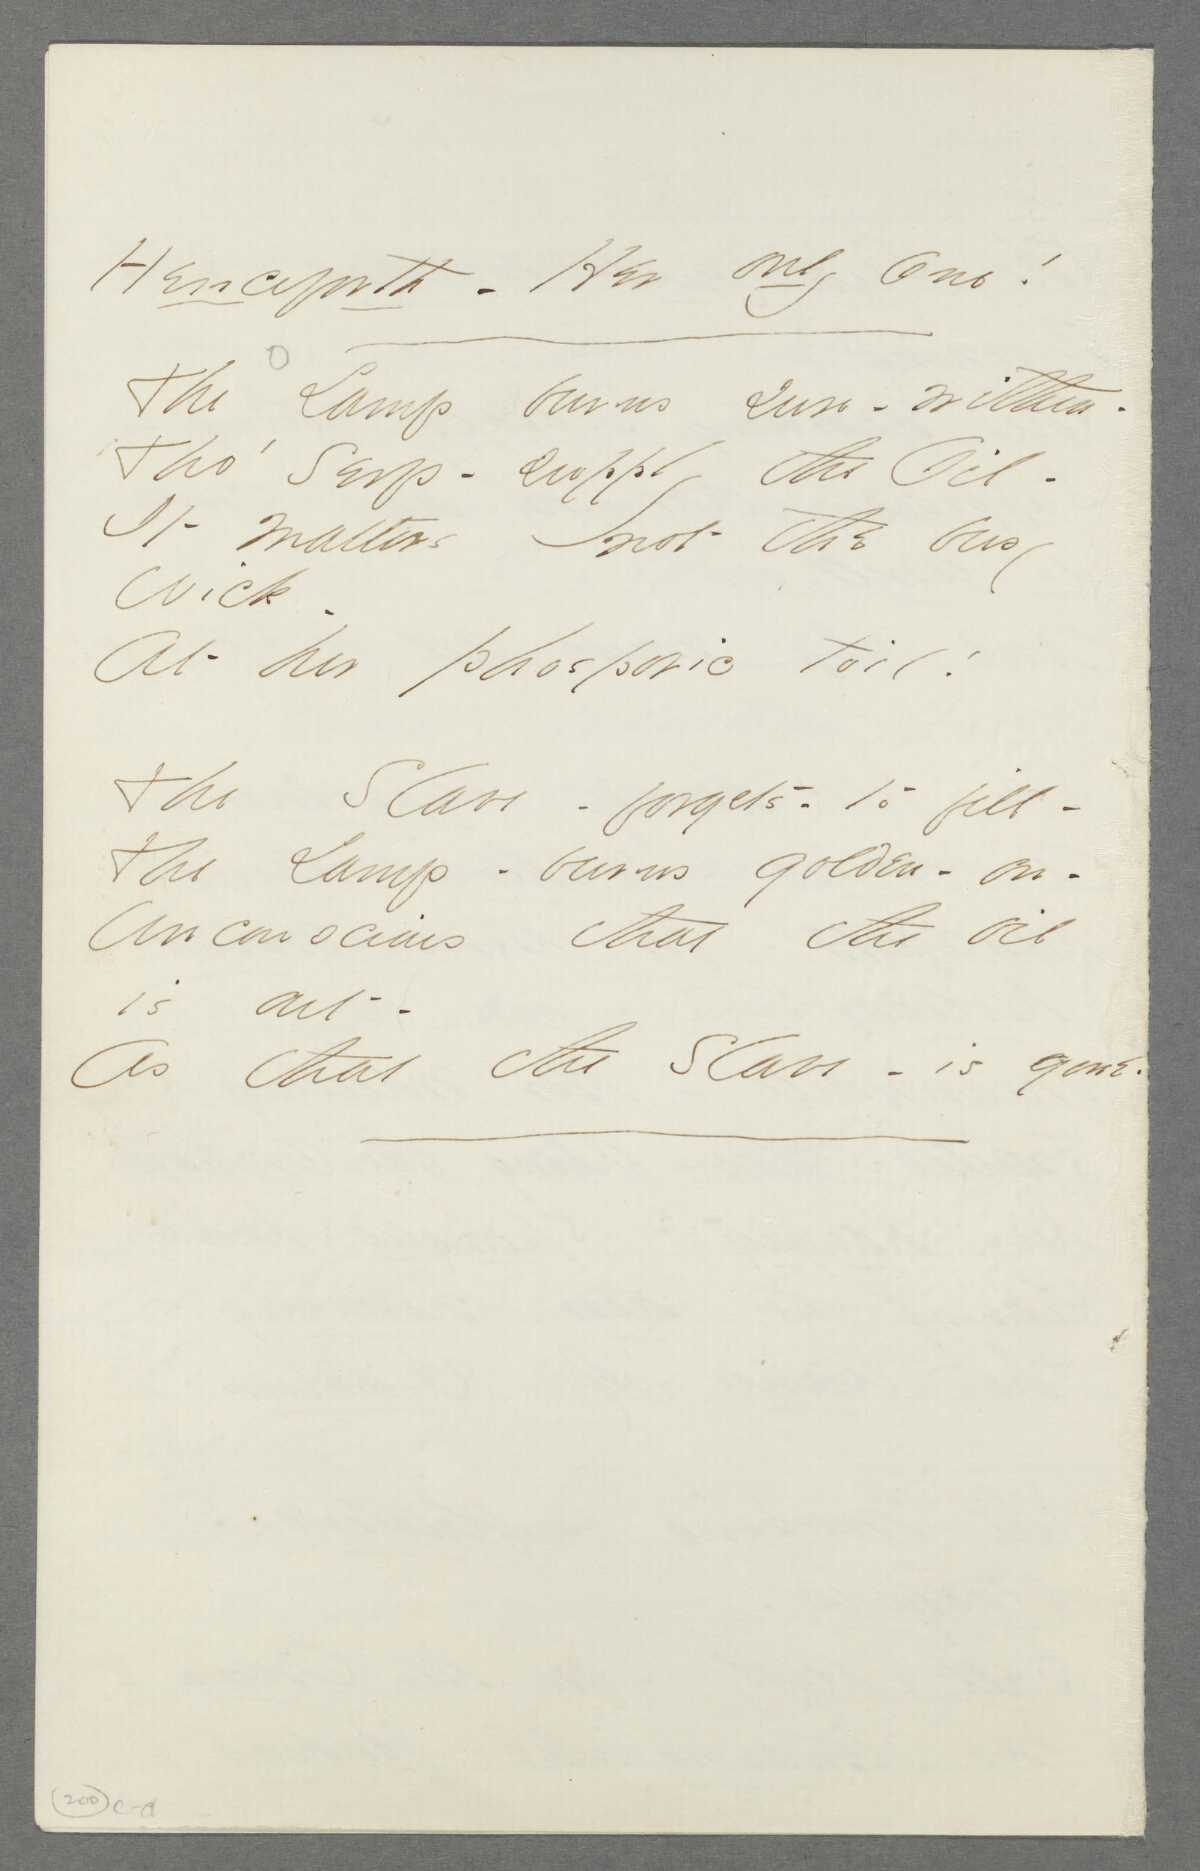 Henceforth - Her only One!
The Lamp burns sure - within -
Tho' Serfs - supply the Oil -
It matters not the busy
Wick -
At her phosphoric toil!
The Slave - forgets - to fill -
The Lamp - burns golden - on -
Unconscious that the oil
is out -
As that the Slave - is gone.
200 c-d